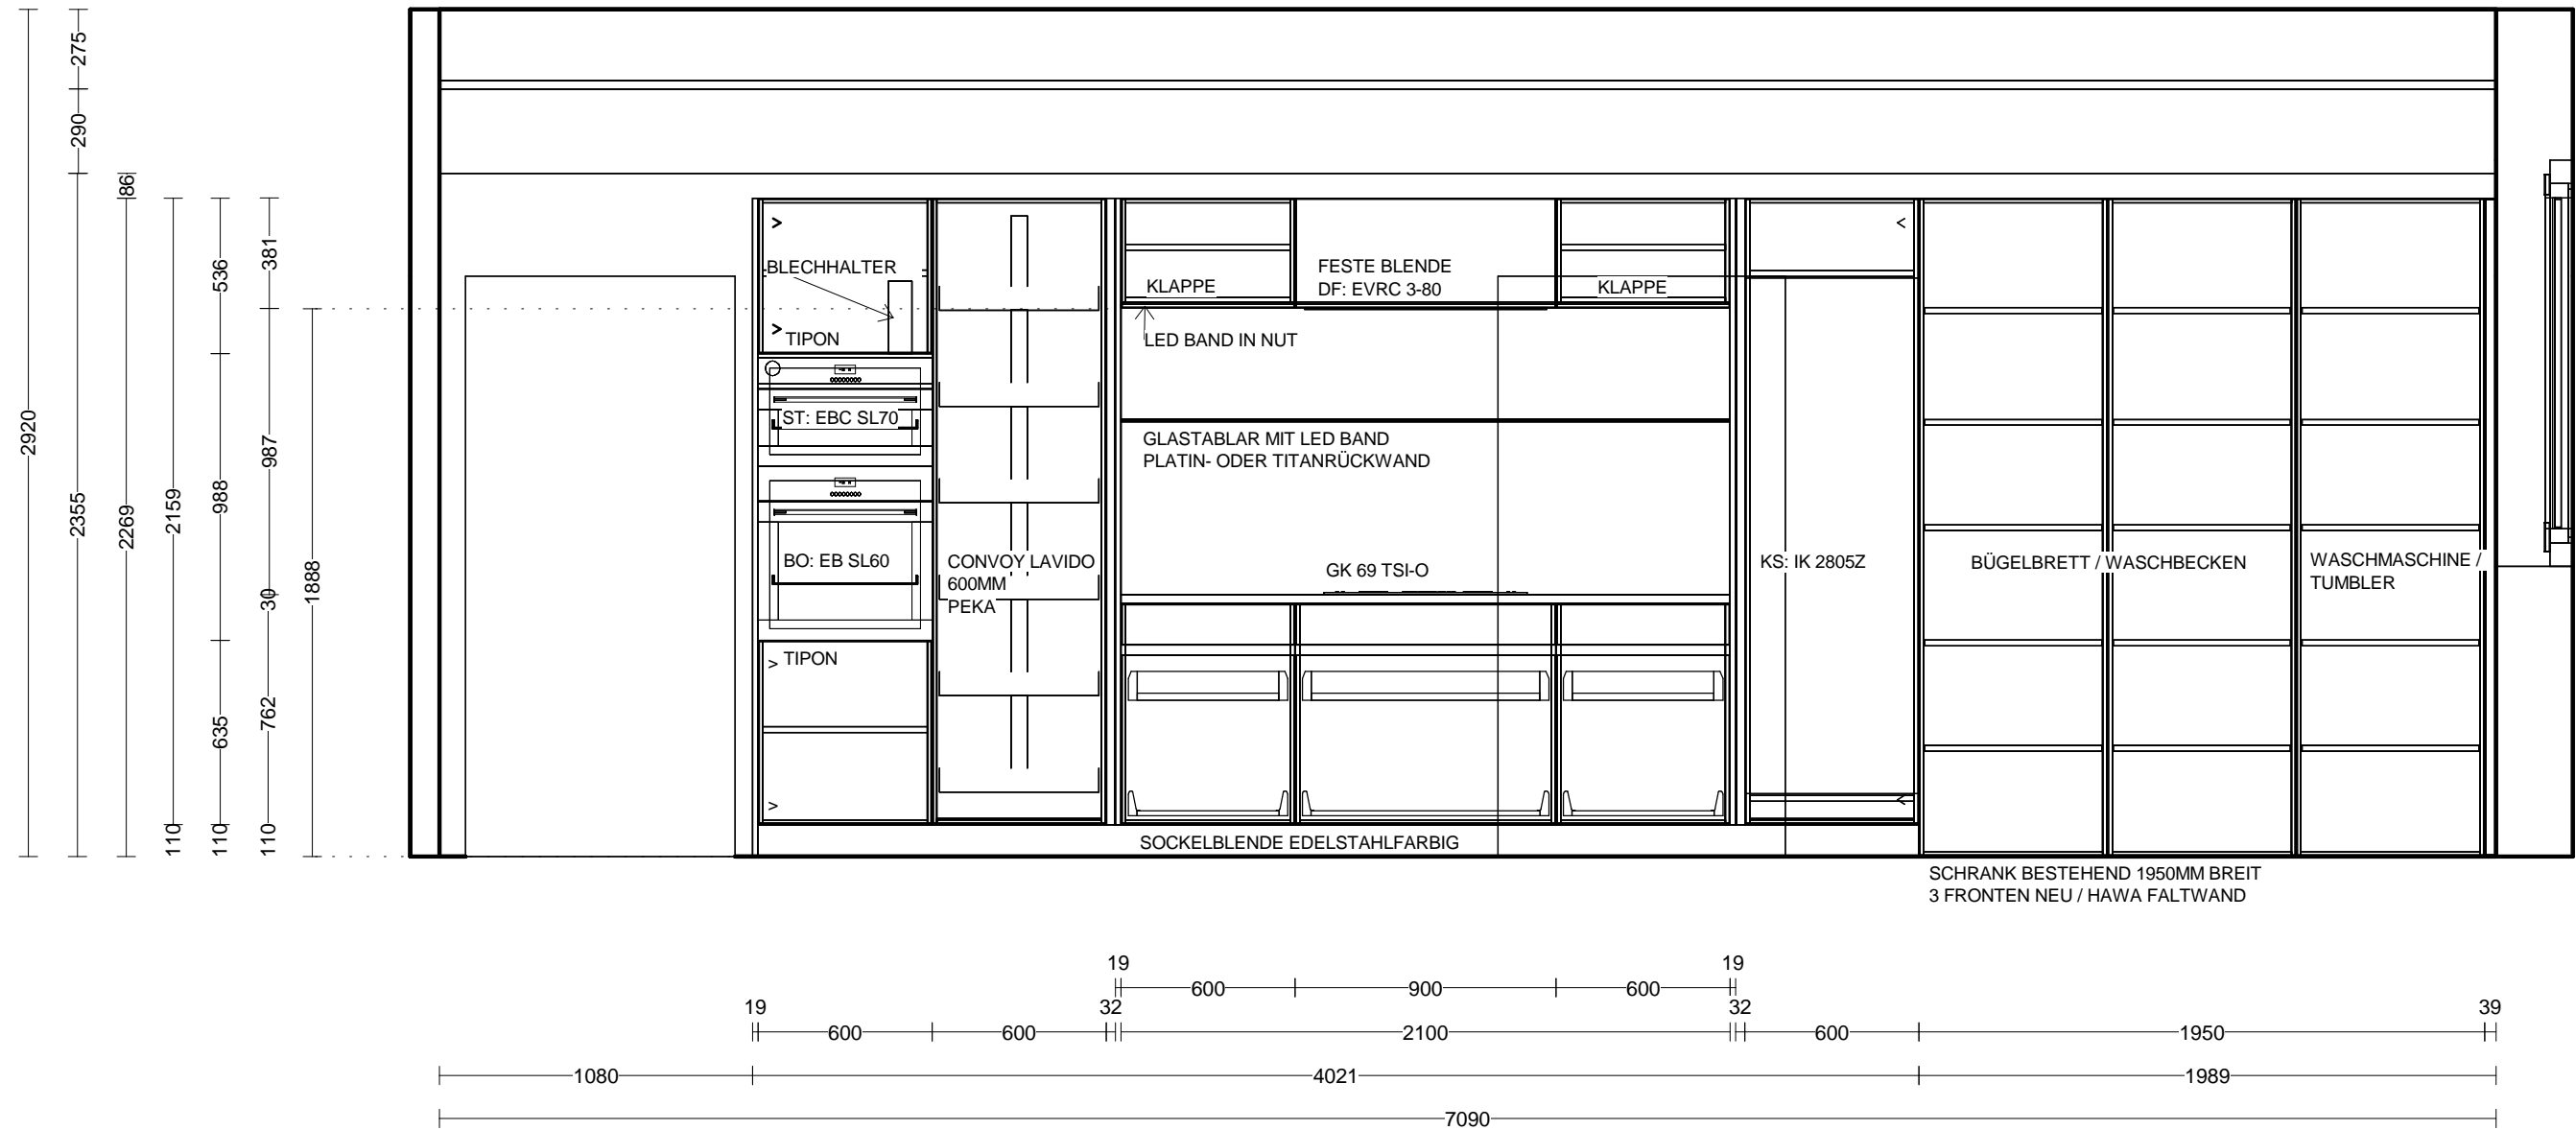 275
290
86
381
536
BLECHHALTER
KLAPPE
FESTE BLENDE
DF: EVRC 3-80
KLAPPE
TIPON
LED BAND IN NUT
2920
ST: EBC SL70
GLASTABLAR MIT LED BAND
PLATIN- ODER TITANRÜCKWAND
2355
2269
2159
988
987
1888
BO: EB SL60
CONVOY LAVIDO
600MM
PEKA
GK 69 TSI-O
KS: IK 2805Z
BÜGELBRETT / WASCHBECKEN
WASCHMASCHINE /
TUMBLER
30
TIPON
635
762
110
110
110
SOCKELBLENDE EDELSTAHLFARBIG
SCHRANK BESTEHEND 1950MM BREIT
3 FRONTEN NEU / HAWA FALTWAND
19
19
600
900
600
19
32
32
39
600
600
2100
600
1950
1080
4021
1989
7090